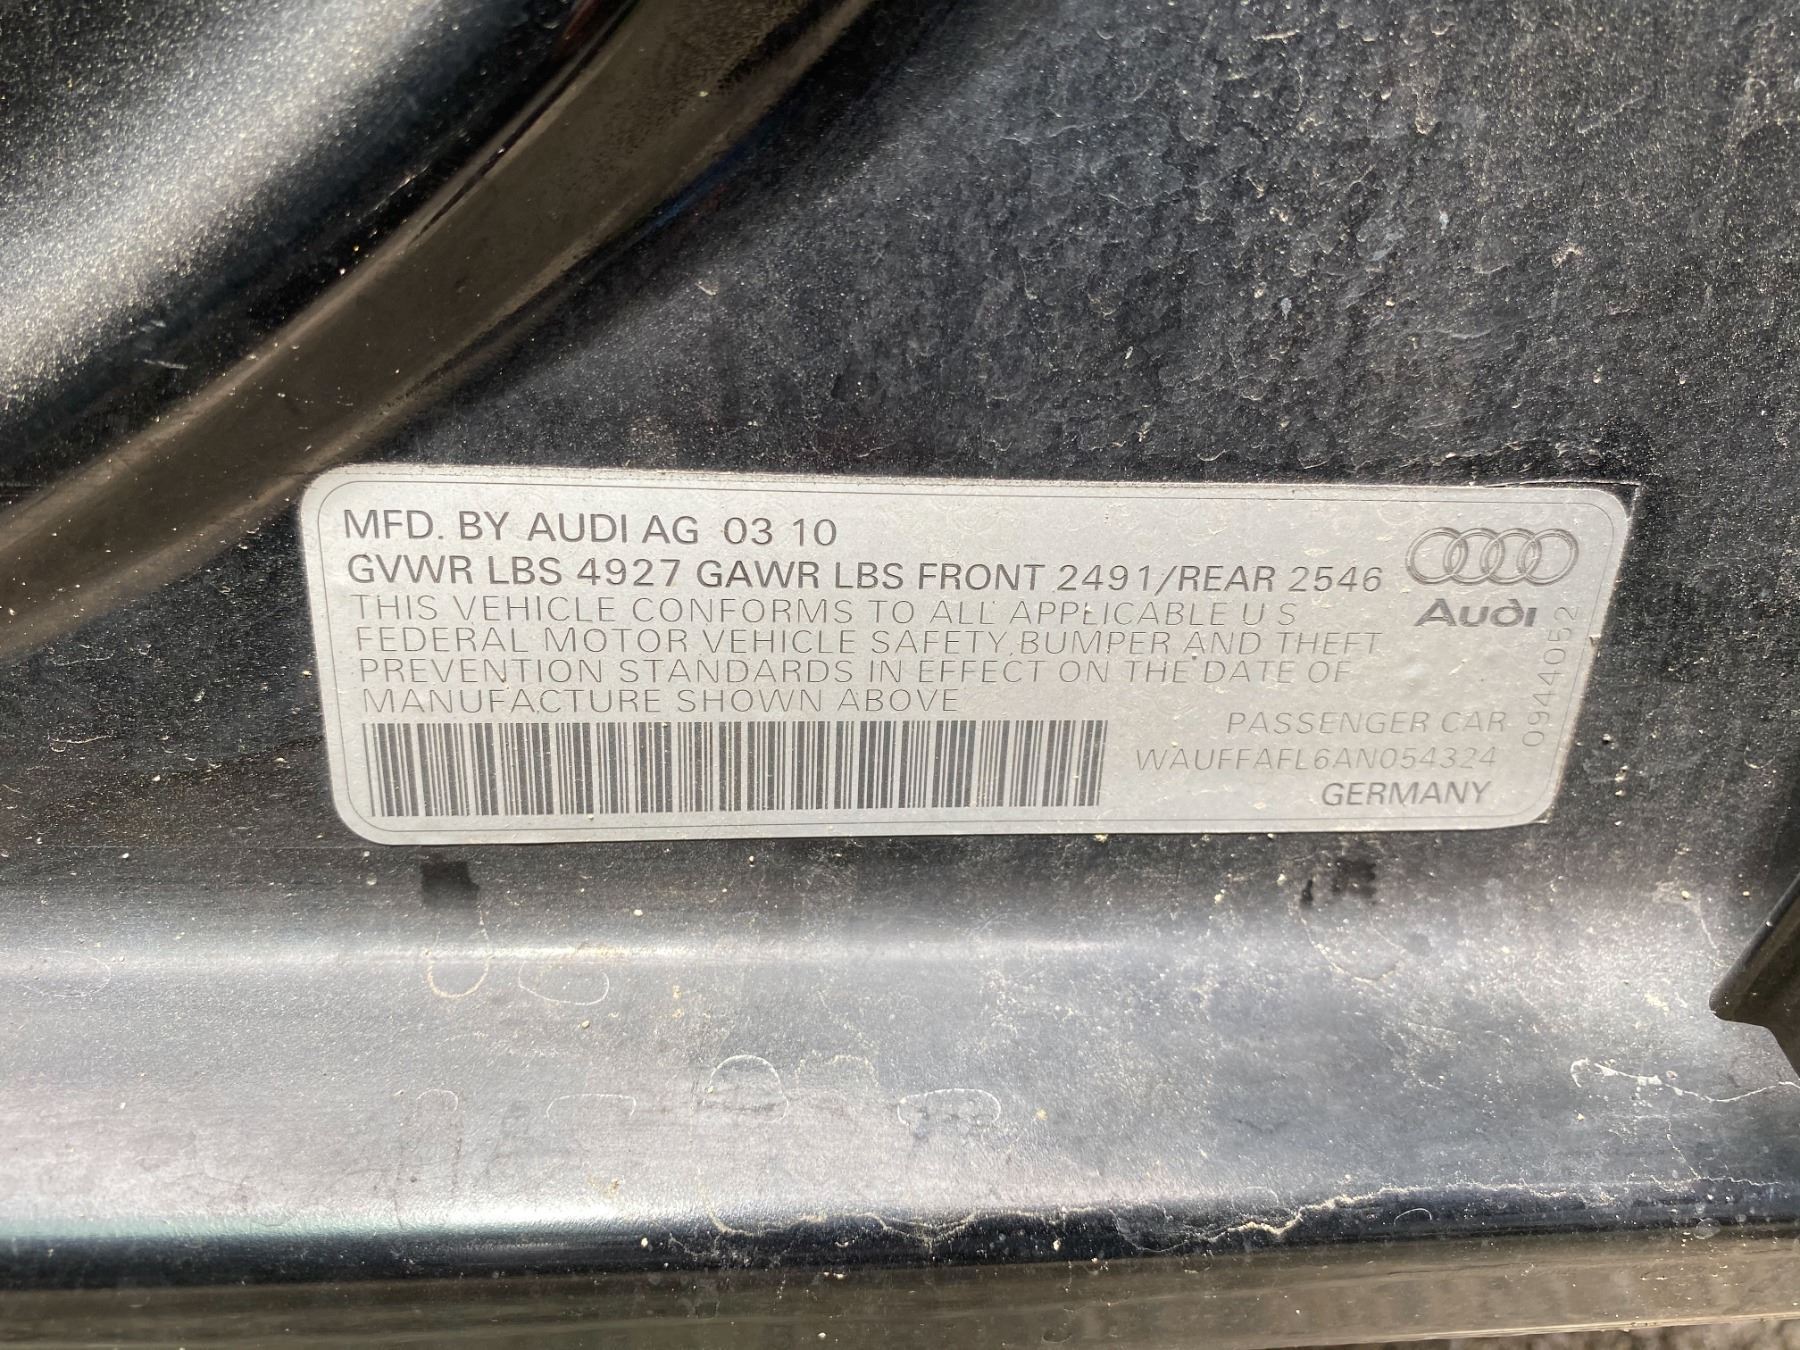 MFD. BY AUDI AG 03 10
GVWR LBS 4927 GAWR LBS FRONT 2491/REAR 2546
THIS VEHICLE CONFORMS TO ALL APPLICABLE U S
FEDERAL MOTOR VEHICLE SAFETY, BUMPER AND THEFT
PREVENTION STANDARDS IN EFFECT ON THE DATE OF
MANUFACTURE SHOWN ABOVE
Audi
PASSENGER CAR
WAUFFAFL6AN054324
GERMANY
09440052